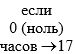 если
0 (ноль)
часов →17